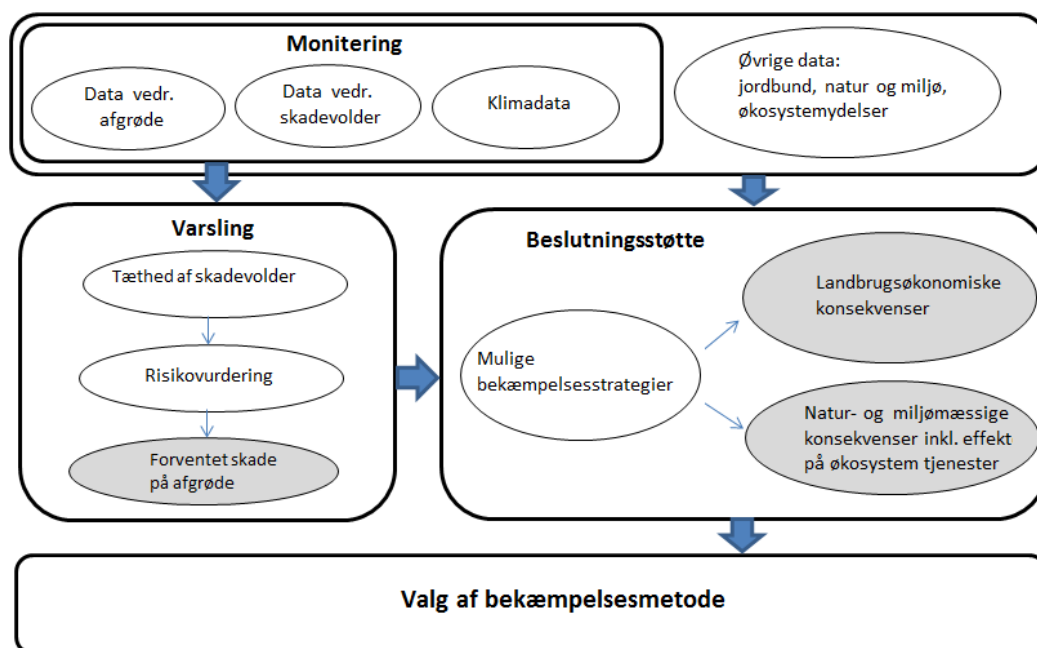 Monitering
Data vedr.
afgrøde
Data vedr.
skadevolder
Klimadata
Øvrige data:
jordbund, natur og miljø,
økosystemydelser
Varsling
Tæthed af skadevolder
Risikovurdering
Forventet skade
på afgrøde
Beslutningsstøtte
Mulige
bekæmpelsesstrategier
Landbrugsøkonomiske
konsekvenser
Natur- og miljømæssige
konsekvenser inkl. effekt
på økosystem tjenester
Valg af bekæmpelsesmetode